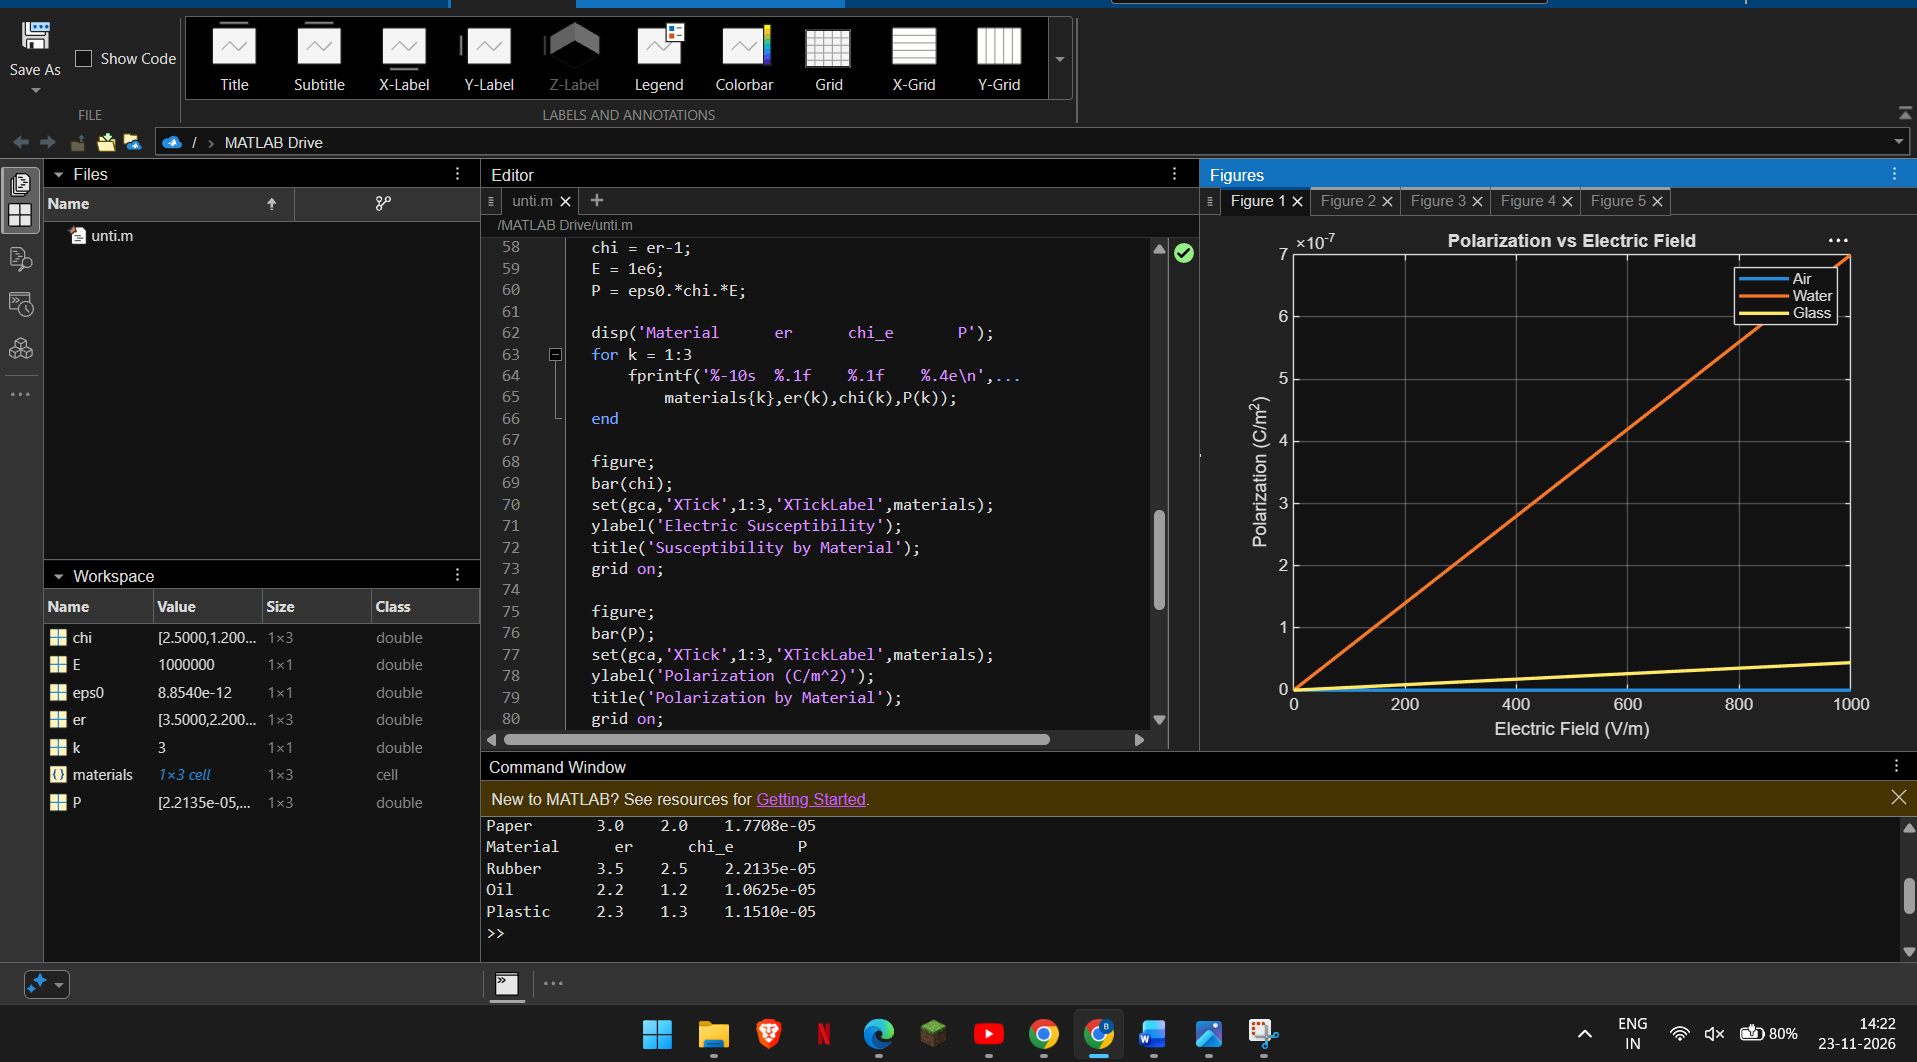 Save As
Show Code
Title
Subtitle
X-Label
Y-Label
Z-Label
Legend
Colorbar
Grid
X-Grid
Y-Grid
FILE
LABELS AND ANNOTATIONS
/ › MATLAB Drive
Files
Name
unti.m
Workspace
Name Value Size Class
chi [2.5000,1.200... 1×3 double
E 1000000 1×1 double
eps0 8.8540e-12 1×1 double
er [3.5000,2.200... 1×3 double
k 3 1×1 double
materials 1×3 cell 1×3 cell
P [2.2135e-05,... 1×3 double
Editor
unti.m
/MATLAB Drive/unti.m
58 chi = er-1;
59 E = 1e6;
60 P = eps0.*chi.*E;
61
62 disp('Material      er      chi_e       P');
63 for k = 1:3
64 fprintf('%-10s  %.1f    %.1f    %.4e\n',...
65 materials{k},er(k),chi(k),P(k));
66 end
67
68 figure;
69 bar(chi);
70 set(gca,'XTick',1:3,'XTickLabel',materials);
71 ylabel('Electric Susceptibility');
72 title('Susceptibility by Material');
73 grid on;
74
75 figure;
76 bar(P);
77 set(gca,'XTick',1:3,'XTickLabel',materials);
78 ylabel('Polarization (C/m^2)');
79 title('Polarization by Material');
80 grid on;
Figures
Figure 1 Figure 2 Figure 3 Figure 4 Figure 5
×10-7
Polarization vs Electric Field
Air
Water
Glass
7
6
5
4
3
2
1
0
Polarization (C/m2)
0 200 400 600 800 1000
Electric Field (V/m)
Command Window
New to MATLAB? See resources for Getting Started.
Paper 3.0 2.0 1.7708e-05
Material er chi_e P
Rubber 3.5 2.5 2.2135e-05
Oil 2.2 1.2 1.0625e-05
Plastic 2.3 1.3 1.1510e-05
>>
ENG
IN
80%
14:22
23-11-2026